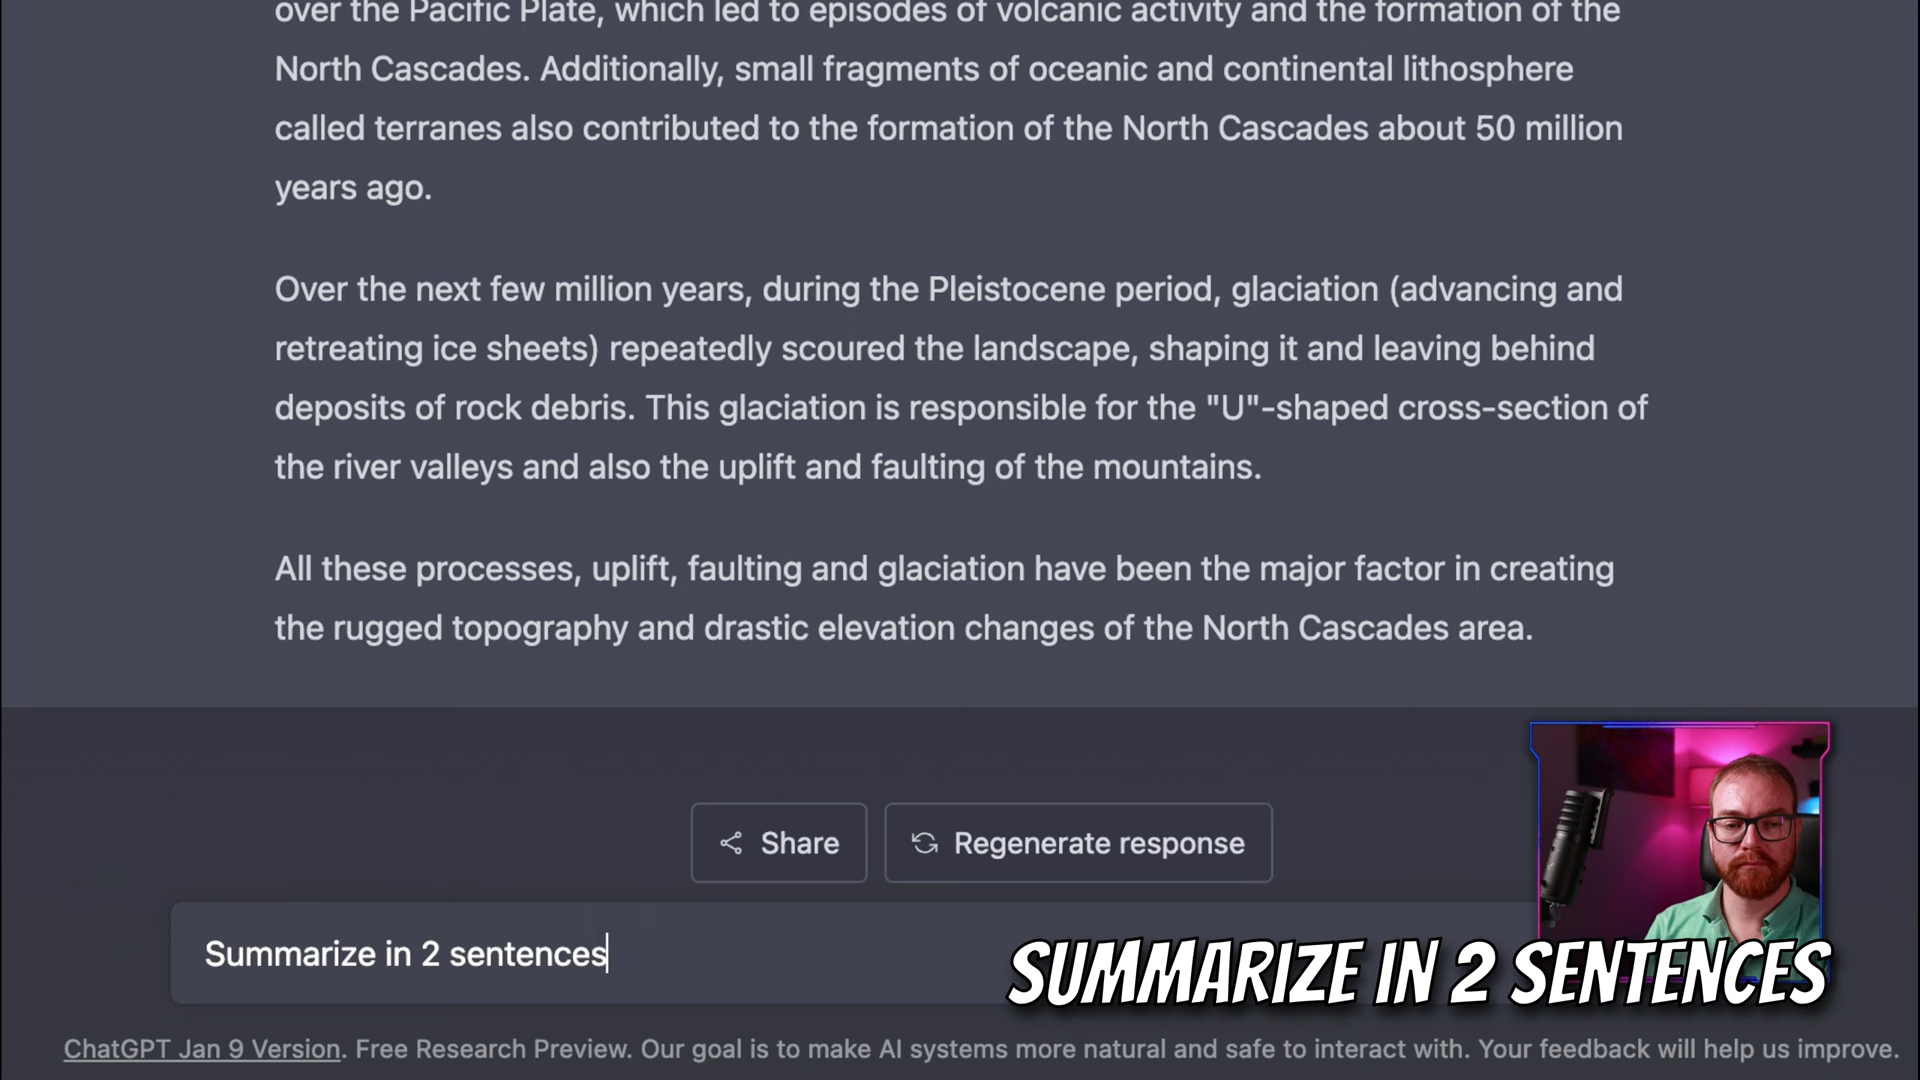 over the Pacific Plate, which led to episodes of volcanic activity and the formation of the
North Cascades. Additionally, small fragments of oceanic and continental lithosphere
called terranes also contributed to the formation of the North Cascades about 50 million
years ago.
Over the next few million years, during the Pleistocene period, glaciation (advancing and
retreating ice sheets) repeatedly scoured the landscape, shaping it and leaving behind
deposits of rock debris. This glaciation is responsible for the "U"-shaped cross-section of
the river valleys and also the uplift and faulting of the mountains.
All these processes, uplift, faulting and glaciation have been the major factor in creating
the rugged topography and drastic elevation changes of the North Cascades area.
Share
Regenerate response
Summarize in 2 sentences
SUMMARIZE IN 2 SENTENCES
ChatGPT Jan 9 Version. Free Research Preview. Our goal is to make AI systems more natural and safe to interact with. Your feedback will help us improve.